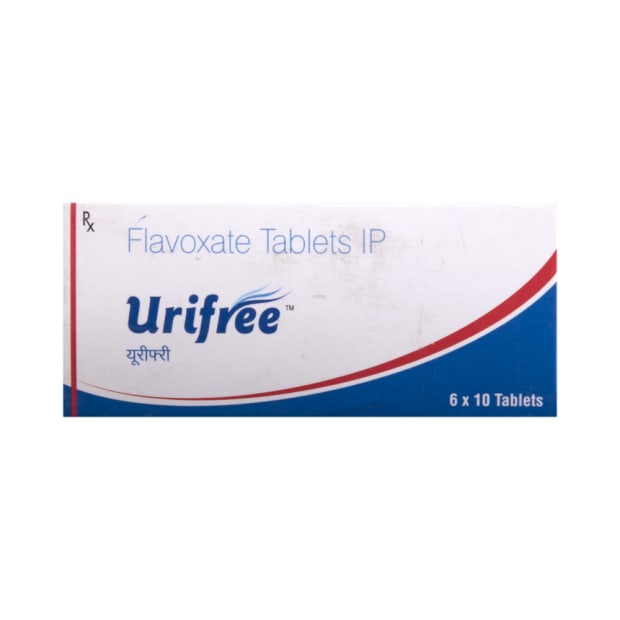 Rx
Flavoxate Tablets IP
Urifree™
यूरीफ्री
6 x 10 Tablets